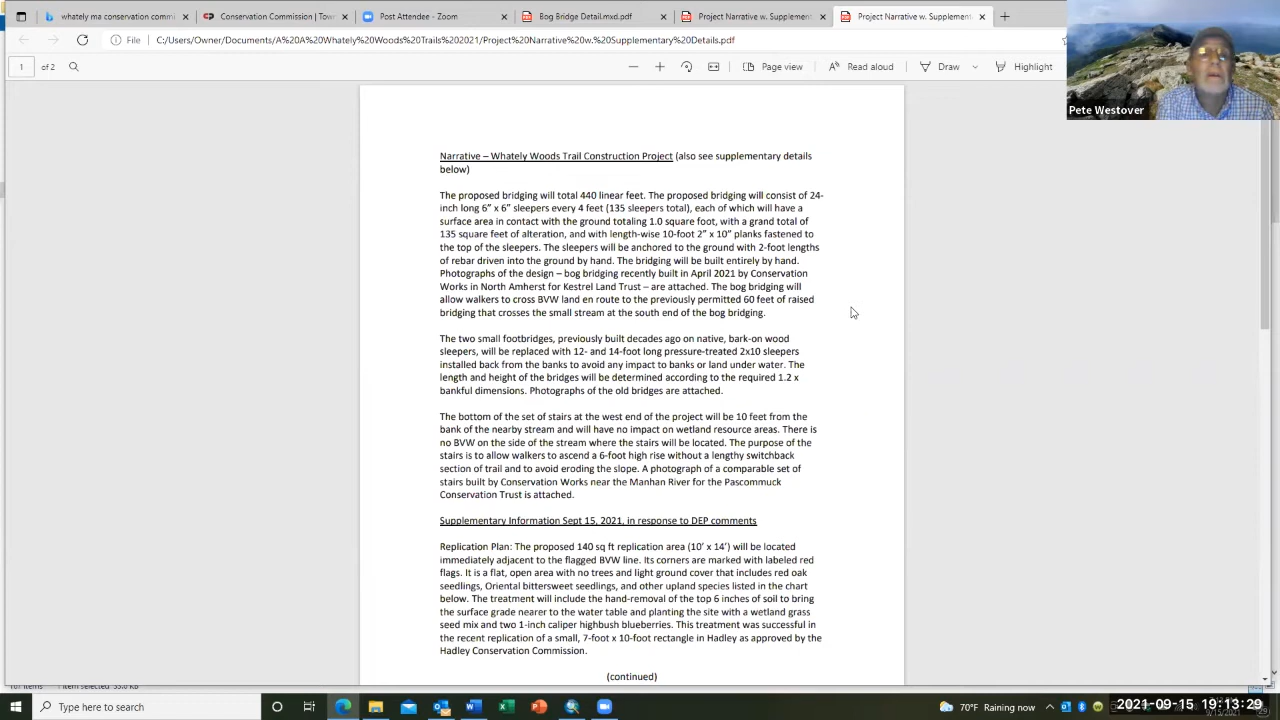 whately ma conservation commi
Conservation Commission | Tow
Post Attendee - Zoom
Bog Bridge Detail.mxd.pdf
Project Narrative w. Supplement
Project Narrative w. Supplement
File
C:/Users/Owner/Documents/A%20A%20Whately%20Woods%20Trails%202021/Project%20Narrative%20w.%20Supplementary%20Details.pdf
1 of 2
Page view
Read aloud
Draw
Highlight
Pete Westover
Narrative – Whately Woods Trail Construction Project (also see supplementary details
below)
The proposed bridging will total 440 linear feet. The proposed bridging will consist of 24-
inch long 6” x 6” sleepers every 4 feet (135 sleepers total), each of which will have a
surface area in contact with the ground totaling 1.0 square foot, with a grand total of
135 square feet of alteration, and with length-wise 10-foot 2” x 10” planks fastened to
the top of the sleepers. The sleepers will be anchored to the ground with 2-foot lengths
of rebar driven into the ground by hand. The bridging will be built entirely by hand.
Photographs of the design – bog bridging recently built in April 2021 by Conservation
Works in North Amherst for Kestrel Land Trust – are attached. The bog bridging will
allow walkers to cross BVW land en route to the previously permitted 60 feet of raised
bridging that crosses the small stream at the south end of the bog bridging.
The two small footbridges, previously built decades ago on native, bark-on wood
sleepers, will be replaced with 12- and 14-foot long pressure-treated 2x10 sleepers
installed back from the banks to avoid any impact to banks or land under water. The
length and height of the bridges will be determined according to the required 1.2 x
bankful dimensions. Photographs of the old bridges are attached.
The bottom of the set of stairs at the west end of the project will be 10 feet from the
bank of the nearby stream and will have no impact on wetland resource areas. There is
no BVW on the side of the stream where the stairs will be located. The purpose of the
stairs is to allow walkers to ascend a 6-foot high rise without a lengthy switchback
section of trail and to avoid eroding the slope. A photograph of a comparable set of
stairs built by Conservation Works near the Manhan River for the Pascommuck
Conservation Trust is attached.
Supplementary Information Sept 15, 2021, in response to DEP comments
Replication Plan: The proposed 140 sq ft replication area (10’ x 14’) will be located
immediately adjacent to the flagged BVW line. Its corners are marked with labeled red
flags. It is a flat, open area with no trees and light ground cover that includes red oak
seedlings, Oriental bittersweet seedlings, and other upland species listed in the chart
below. The treatment will include the hand-removal of the top 6 inches of soil to bring
the surface grade nearer to the water table and planting the site with a wetland grass
seed mix and two 1-inch caliper highbush blueberries. This treatment was successful in
the recent replication of a small, 7-foot x 10-foot rectangle in Hadley as approved by the
Hadley Conservation Commission.
(continued)
Type here to search
70°F Raining now
2021-09-15 19:13:29